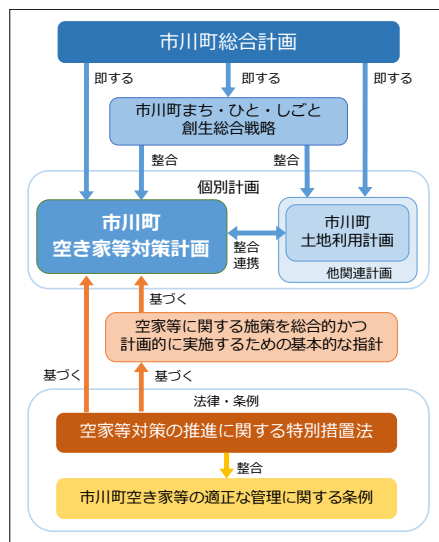 市川町総合計画
即する
即する
即する
市川町まち・ひと・しごと
創生総合戦略
整合
整合
個別計画
市川町
空き家等対策計画
整合
連携
市川町
土地利用計画
他関連計画
基づく
空家等に関する施策を総合的かつ
計画的に実施するための基本的な指針
基づく
基づく
法律・条例
空家等対策の推進に関する特別措置法
整合
市川町空き家等の適正な管理に関する条例